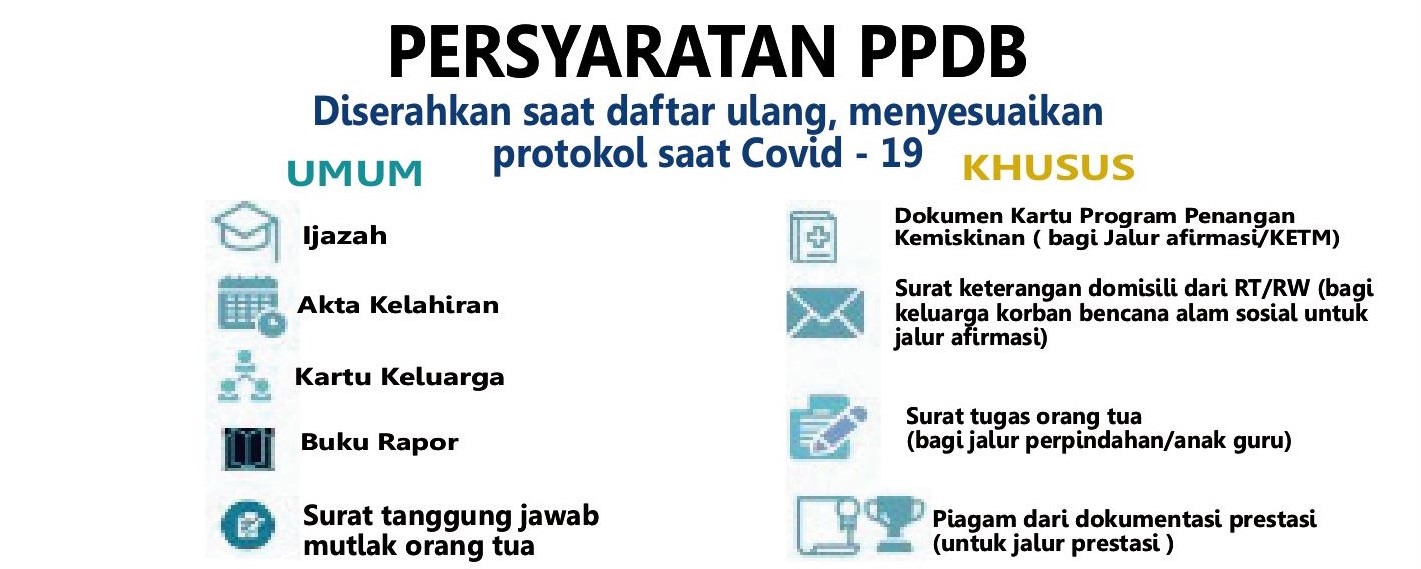 PERSYARATAN PPDB
Diserahkan saat daftar ulang, menyesuaikan
protokol saat Covid - 19
UMUM
Ijazah
Akta Kelahiran
Kartu Keluarga
Buku Rapor
Surat tanggung jawab
mutlak orang tua
KHUSUS
Dokumen Kartu Program Penangan
Kemiskinan ( bagi Jalur afirmasi/KETM)
Surat keterangan domisili dari RT/RW (bagi
keluarga korban bencana alam sosial untuk
jalur afirmasi)
Surat tugas orang tua
(bagi jalur perpindahan/anak guru)
Piagam dari dokumentasi prestasi
(untuk jalur prestasi )